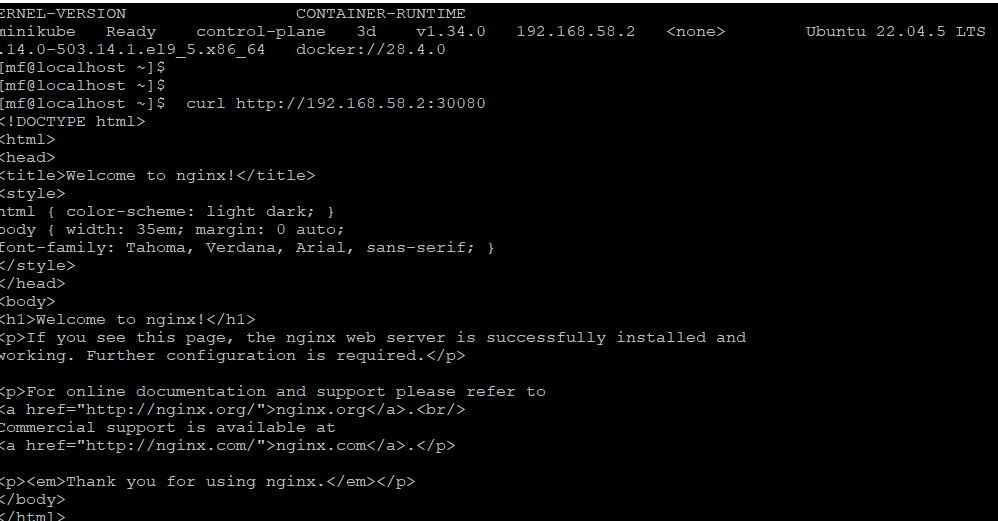 ERNEL-VERSION                 CONTAINER-RUNTIME
minikube   Ready    control-plane   3d    v1.34.0   192.168.58.2   <none>        Ubuntu 22.04.5 LTS
.14.0-503.14.1.el9_5.x86_64   docker://28.4.0
[mf@localhost ~]$
[mf@localhost ~]$
[mf@localhost ~]$  curl http://192.168.58.2:30080
<!DOCTYPE html>
<html>
<head>
<title>Welcome to nginx!</title>
<style>
html { color-scheme: light dark; }
body { width: 35em; margin: 0 auto;
font-family: Tahoma, Verdana, Arial, sans-serif; }
</style>
</head>
<body>
<h1>Welcome to nginx!</h1>
<p>If you see this page, the nginx web server is successfully installed and
working. Further configuration is required.</p>

<p>For online documentation and support please refer to
<a href="http://nginx.org/">nginx.org</a>.<br/>
Commercial support is available at
<a href="http://nginx.com/">nginx.com</a>.</p>

<p><em>Thank you for using nginx.</em></p>
</body>
</html>